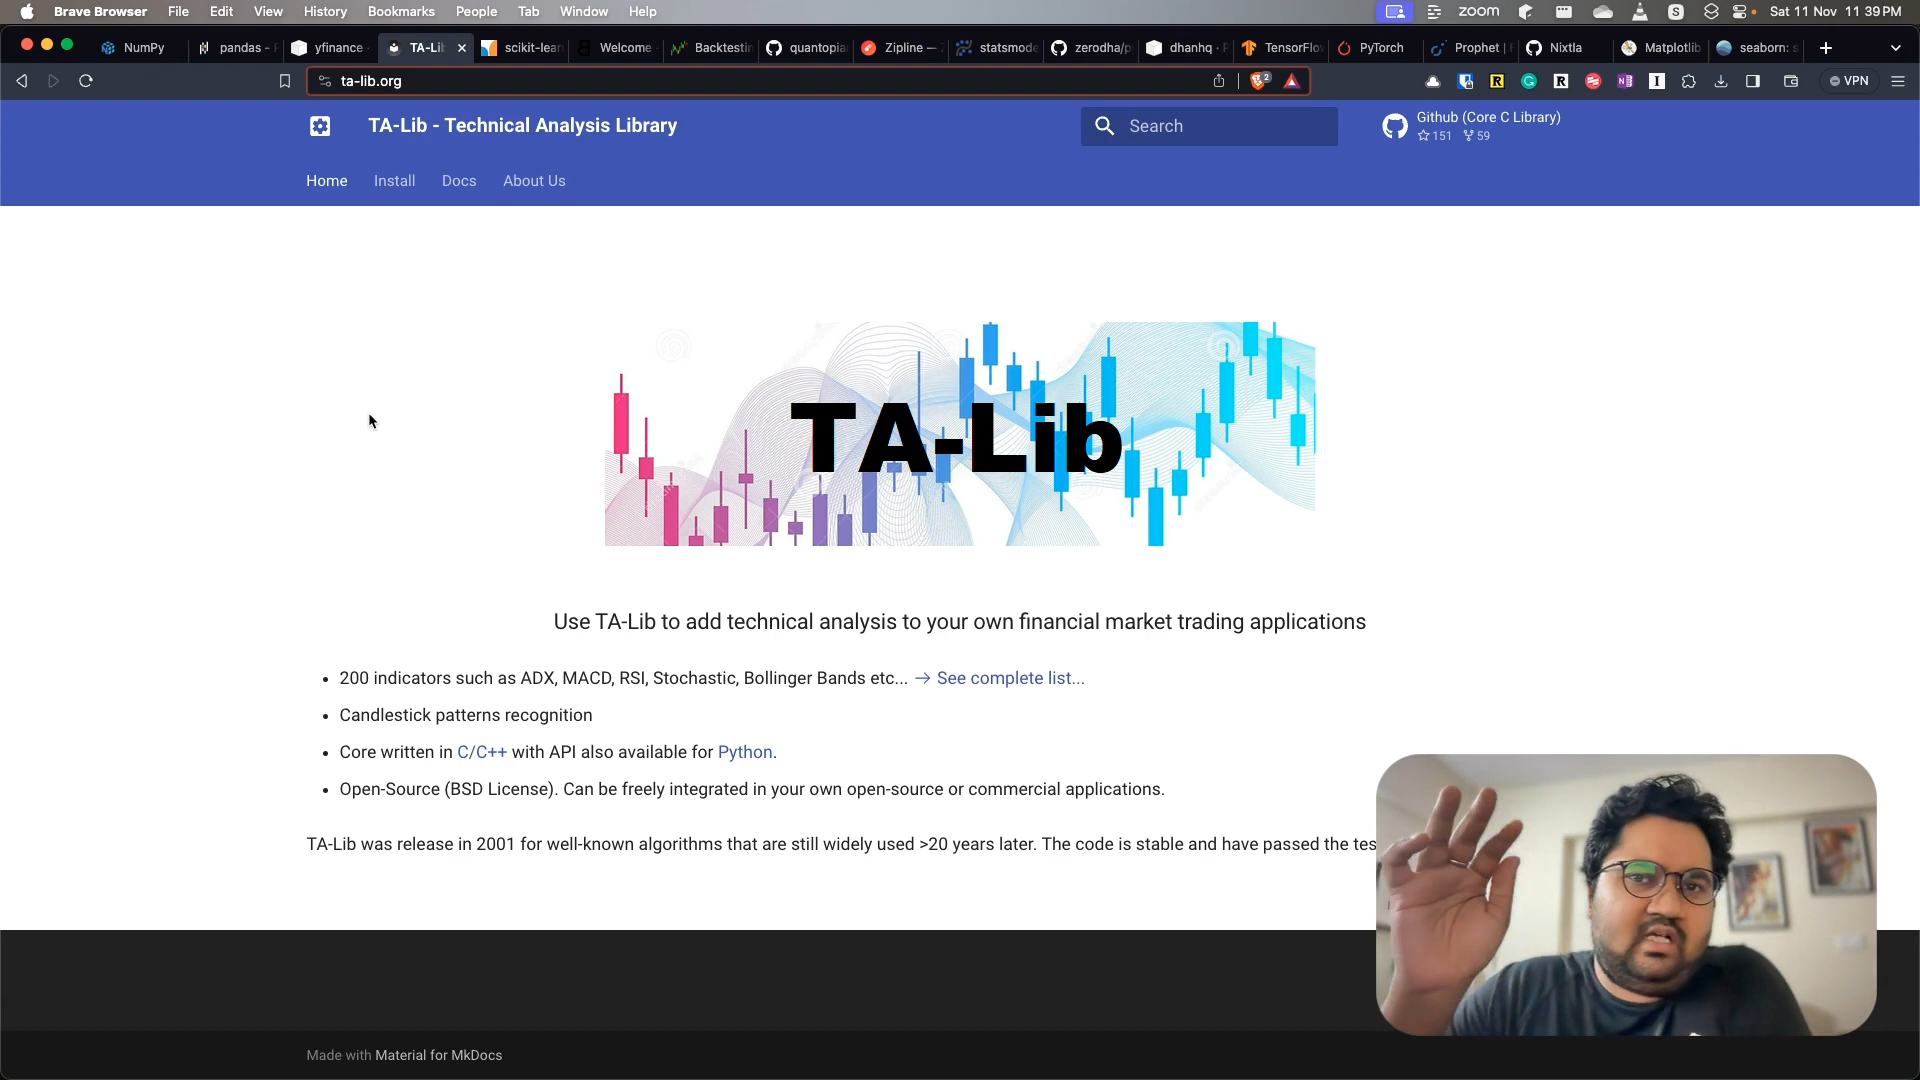 Brave Browser File Edit View History Bookmarks People Tab Window Help zoom S Sat 11 Nov 11 39 PM
NumPy pandas - yfinance TA-Lib scikit-lear Welcome Backtestin quantopia Zipline — statsmode zerodha/p dhanhq · TensorFlo PyTorch Prophet | Nixtla Matplotlib seaborn: s
ta-lib.org 2 VPN
TA-Lib - Technical Analysis Library
Search
Github (Core C Library)
151 59
Home Install Docs About Us
TA-Lib
Use TA-Lib to add technical analysis to your own financial market trading applications
• 200 indicators such as ADX, MACD, RSI, Stochastic, Bollinger Bands etc... → See complete list...
• Candlestick patterns recognition
• Core written in C/C++ with API also available for Python.
• Open-Source (BSD License). Can be freely integrated in your own open-source or commercial applications.
TA-Lib was release in 2001 for well-known algorithms that are still widely used >20 years later. The code is stable and have passed the tes
Made with Material for MkDocs